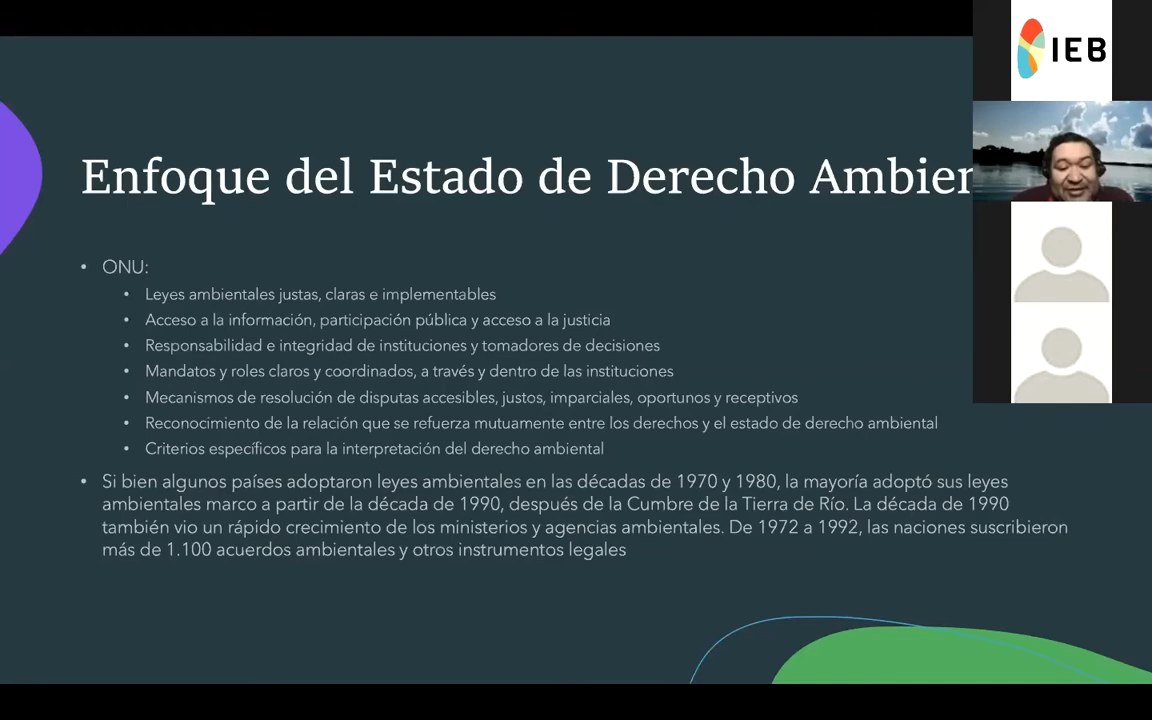 IEB
Enfoque del Estado de Derecho Ambien
• ONU:
• Leyes ambientales justas, claras e implementables
• Acceso a la información, participación pública y acceso a la justicia
• Responsabilidad e integridad de instituciones y tomadores de decisiones
• Mandatos y roles claros y coordinados, a través y dentro de las instituciones
• Mecanismos de resolución de disputas accesibles, justos, imparciales, oportunos y receptivos
• Reconocimiento de la relación que se refuerza mutuamente entre los derechos y el estado de derecho ambiental
• Criterios específicos para la interpretación del derecho ambiental
• Si bien algunos países adoptaron leyes ambientales en las décadas de 1970 y 1980, la mayoría adoptó sus leyes
ambientales marco a partir de la década de 1990, después de la Cumbre de la Tierra de Río. La década de 1990
también vio un rápido crecimiento de los ministerios y agencias ambientales. De 1972 a 1992, las naciones suscribieron
más de 1.100 acuerdos ambientales y otros instrumentos legales